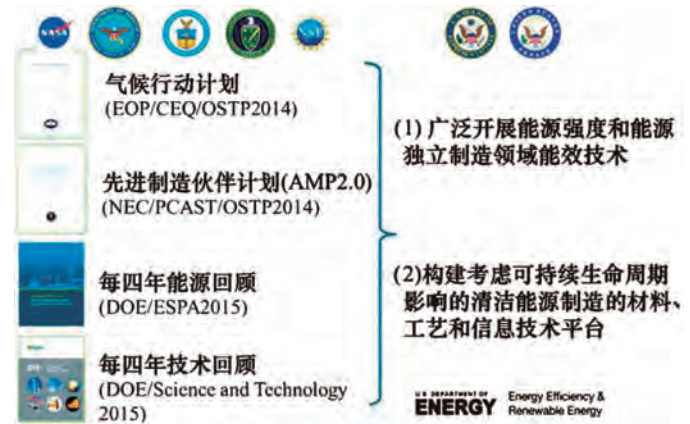 NASA
NSF
气候行动计划
(EOP/CEQ/OSTP2014)
先进制造伙伴计划(AMP2.0)
(NEC/PCAST/OSTP2014)
每四年能源回顾
(DOE/ESPA2015)
每四年技术回顾
(DOE/Science and Technology
2015)
(1) 广泛开展能源强度和能源
独立制造领域能效技术
(2)构建考虑可持续生命周期
影响的清洁能源制造的材料、
工艺和信息技术平台
U.S. DEPARTMENT OF
ENERGY
Energy Efficiency &
Renewable Energy